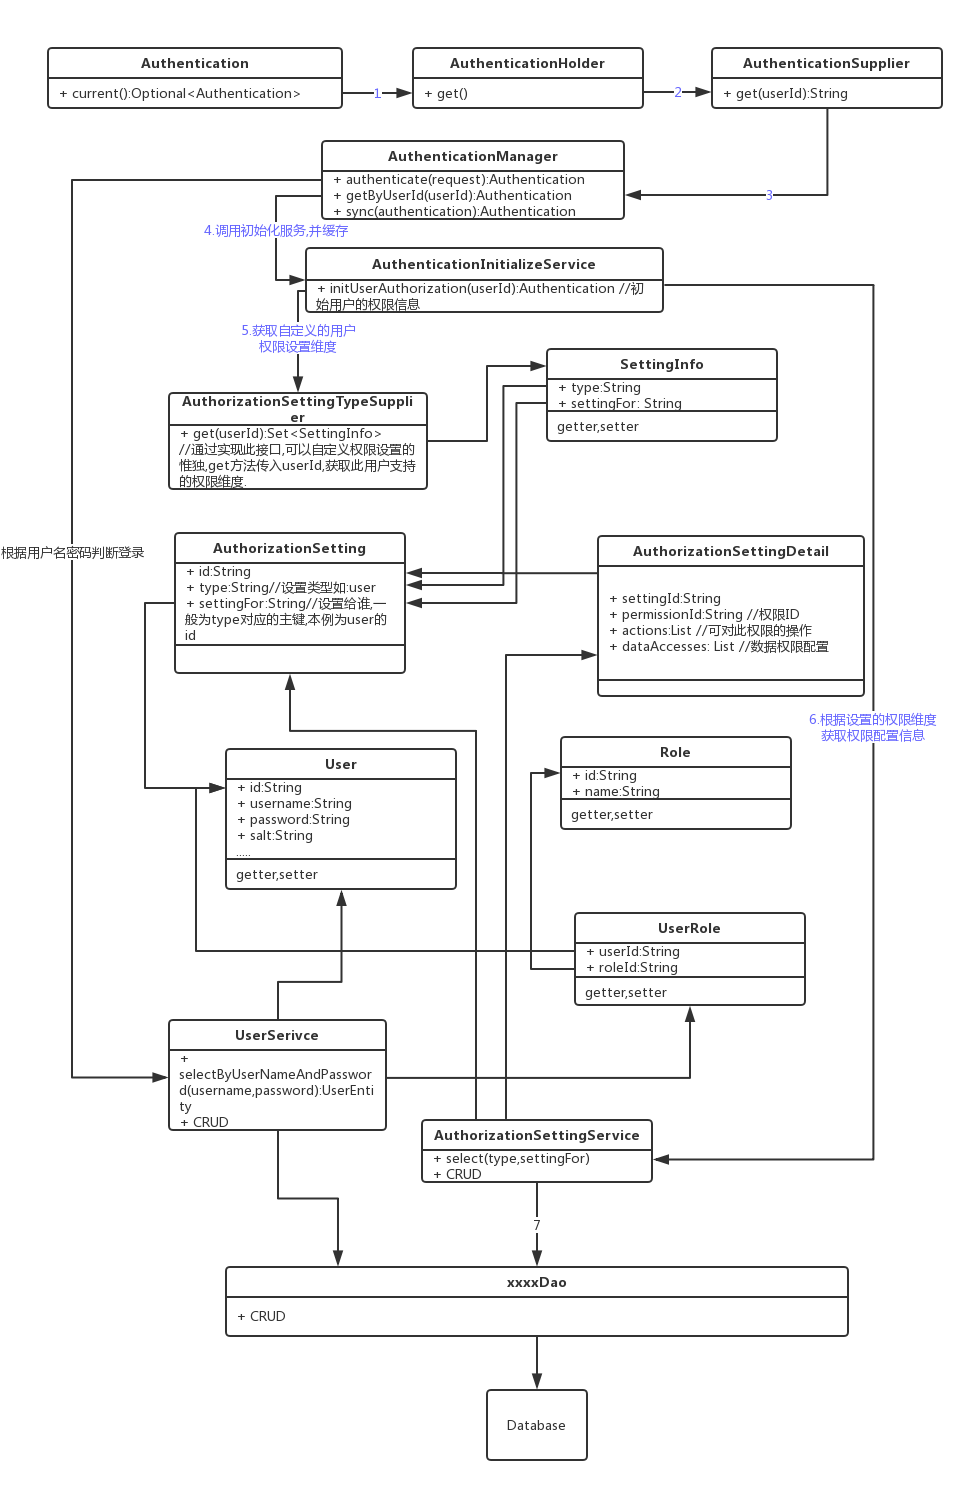 Authentication
+ current():Optional<Authentication>
1
AuthenticationHolder
+ get()
2
AuthenticationSupplier
+ get(userId):String
3
AuthenticationManager
+ authenticate(request):Authentication
+ getByUserId(userId):Authentication
+ sync(authentication):Authentication
4.调用初始化服务,并缓存
AuthenticationInitializeService
+ initUserAuthorization(userId):Authentication //初
始用户的权限信息
5.获取自定义的用户
权限设置维度
SettingInfo
+ type:String
+ settingFor: String
getter,setter
AuthorizationSettingTypeSuppli
er
+ get(userId):Set<SettingInfo>
//通过实现此接口,可以自定义权限设置的
惟独,get方法传入userId,获取此用户支持
的权限维度.
根据用户名密码判断登录
AuthorizationSetting
+ id:String
+ type:String//设置类型如:user
+ settingFor:String//设置给谁,一
般为type对应的主键,本例为user的
id
AuthorizationSettingDetail
+ settingId:String
+ permissionId:String //权限ID
+ actions:List //可对此权限的操作
+ dataAccesses: List //数据权限配置
6.根据设置的权限维度
获取权限配置信息
User
+ id:String
+ username:String
+ password:String
+ salt:String
.....
getter,setter
Role
+ id:String
+ name:String
getter,setter
UserRole
+ userId:String
+ roleId:String
getter,setter
UserSerivce
+
selectByUserNameAndPasswor
d(username,password):UserEnti
ty
+ CRUD
AuthorizationSettingService
+ select(type,settingFor)
+ CRUD
7
xxxxDao
+ CRUD
Database